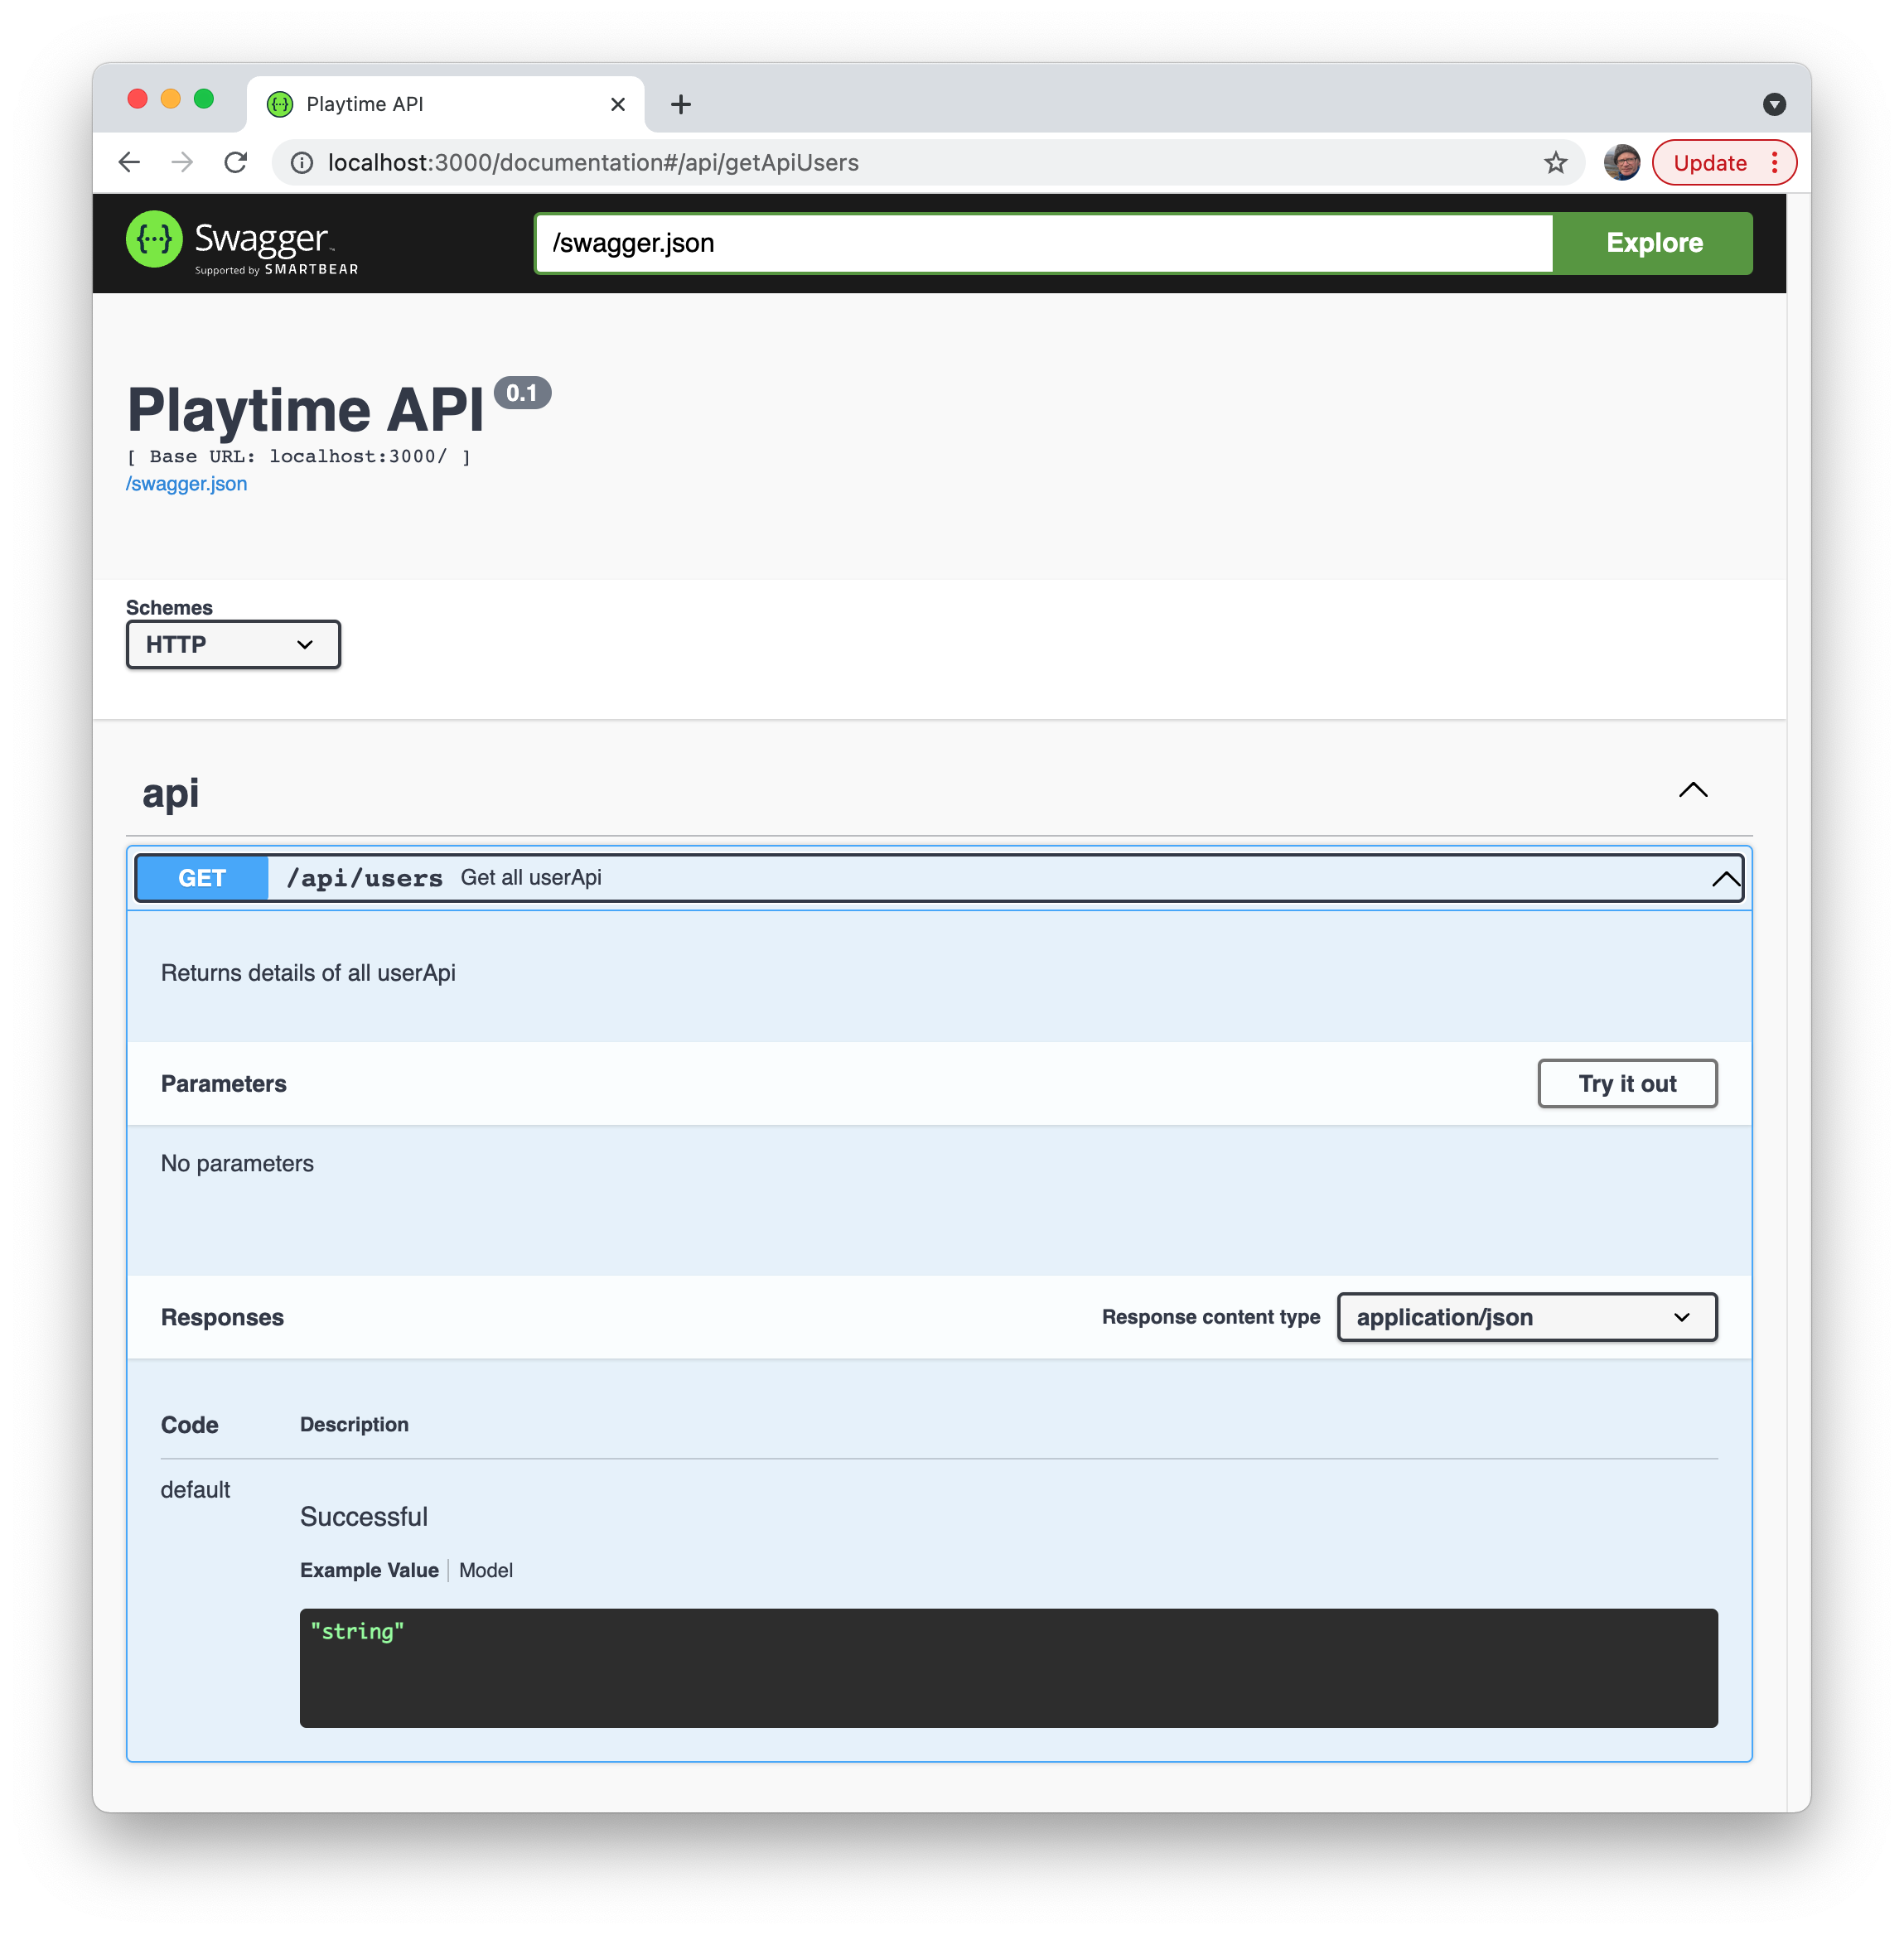 Playtime API
localhost:3000/documentation#/api/getApiUsers
Update
Swagger™
Supported by SMARTBEAR
/swagger.json
Explore
Playtime API 0.1
[ Base URL: localhost:3000/ ]
/swagger.json
Schemes
HTTP
api
GET /api/users Get all userApi
Returns details of all userApi
Parameters Try it out
No parameters
Responses Response content type application/json
Code Description
default
Successful
Example Value Model
"string"